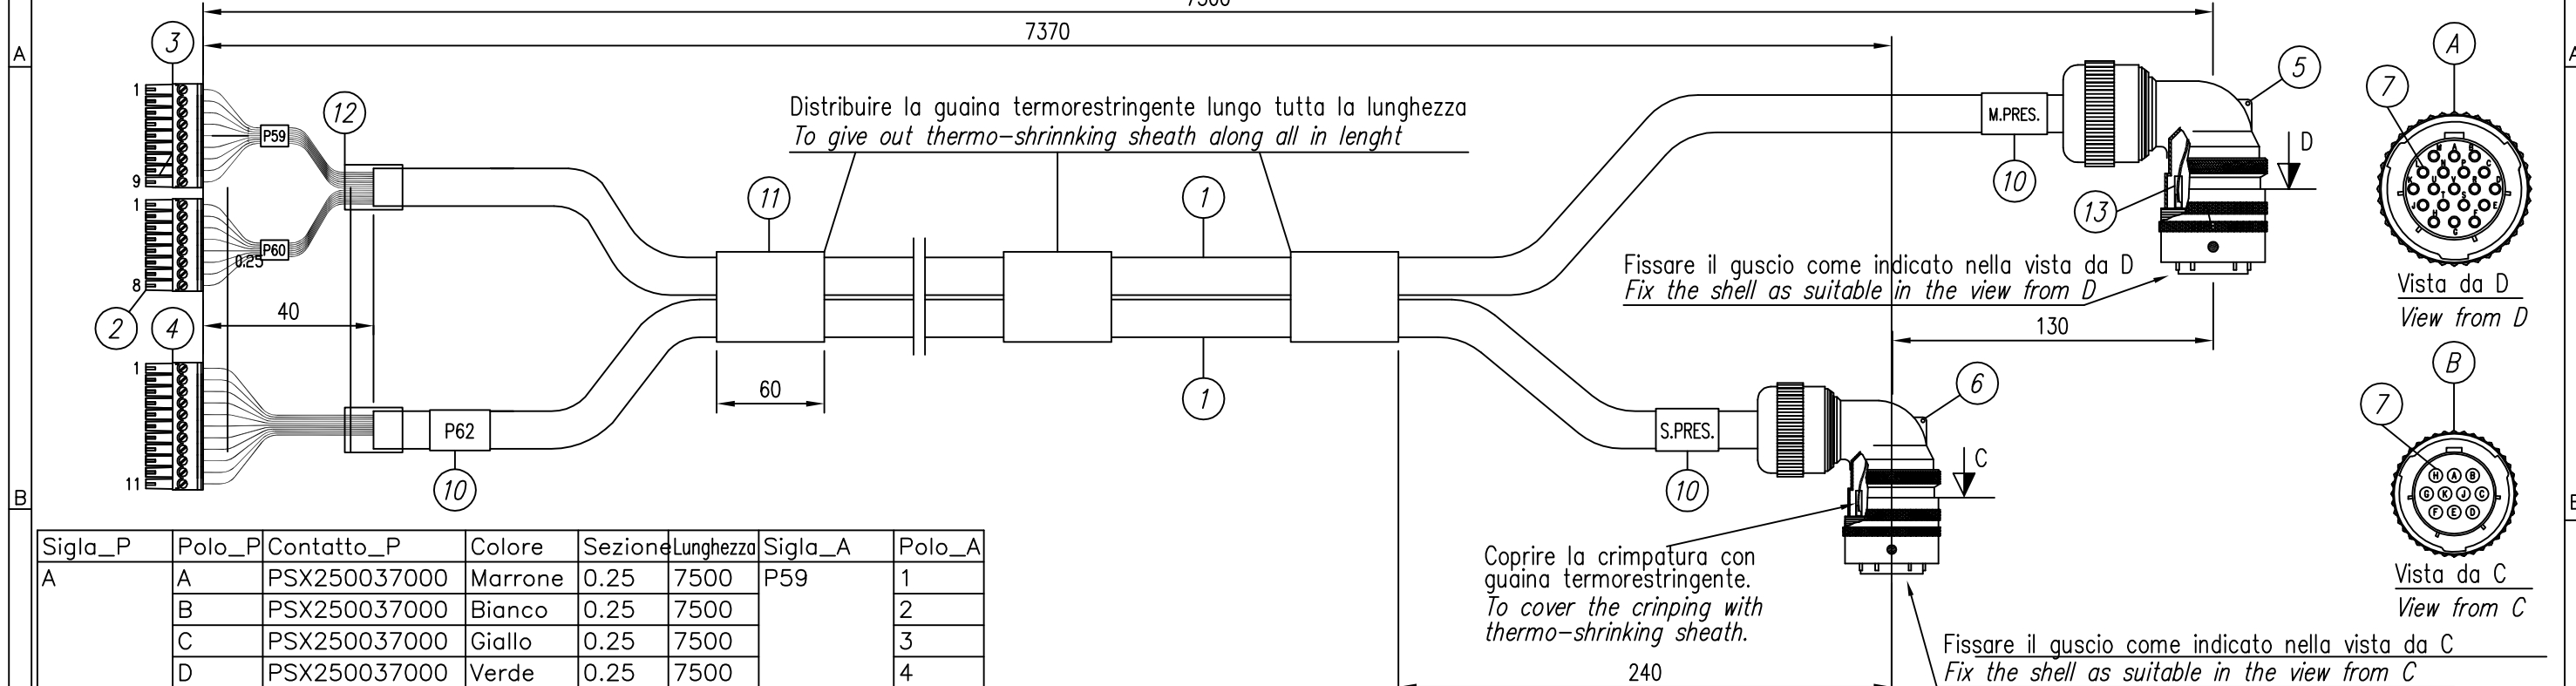 7370
A
3
5
A
7
1
12
Distribuire la guaina termorestringente lungo tutta la lunghezza
To give out thermo-shrinnking sheath along all in lenght
M.PRES.
P59
D
10
9
11
1
13
1
P60
0.25
8
Fissare il guscio come indicato nella vista da D
Fix the shell as suitable in the view from D
Vista da D
View from D
2
4
40
130
B
1
60
1
6
7
P62
S.PRES.
C
H A B
G K J C
F E D
11
10
10
B
Vista da C
View from C
Coprire la crimpatura con
guaina termorestringente.
To cover the crinping with
thermo-shrinking sheath.
Fissare il guscio come indicato nella vista da C
Fix the shell as suitable in the view from C
240
Sigla_P Polo_P Contatto_P Colore Sezione Lunghezza Sigla_A Polo_A
A A PSX250037000 Marrone 0.25 7500 P59 1
B PSX250037000 Bianco 0.25 7500 2
C PSX250037000 Giallo 0.25 7500 3
D PSX250037000 Verde 0.25 7500 4